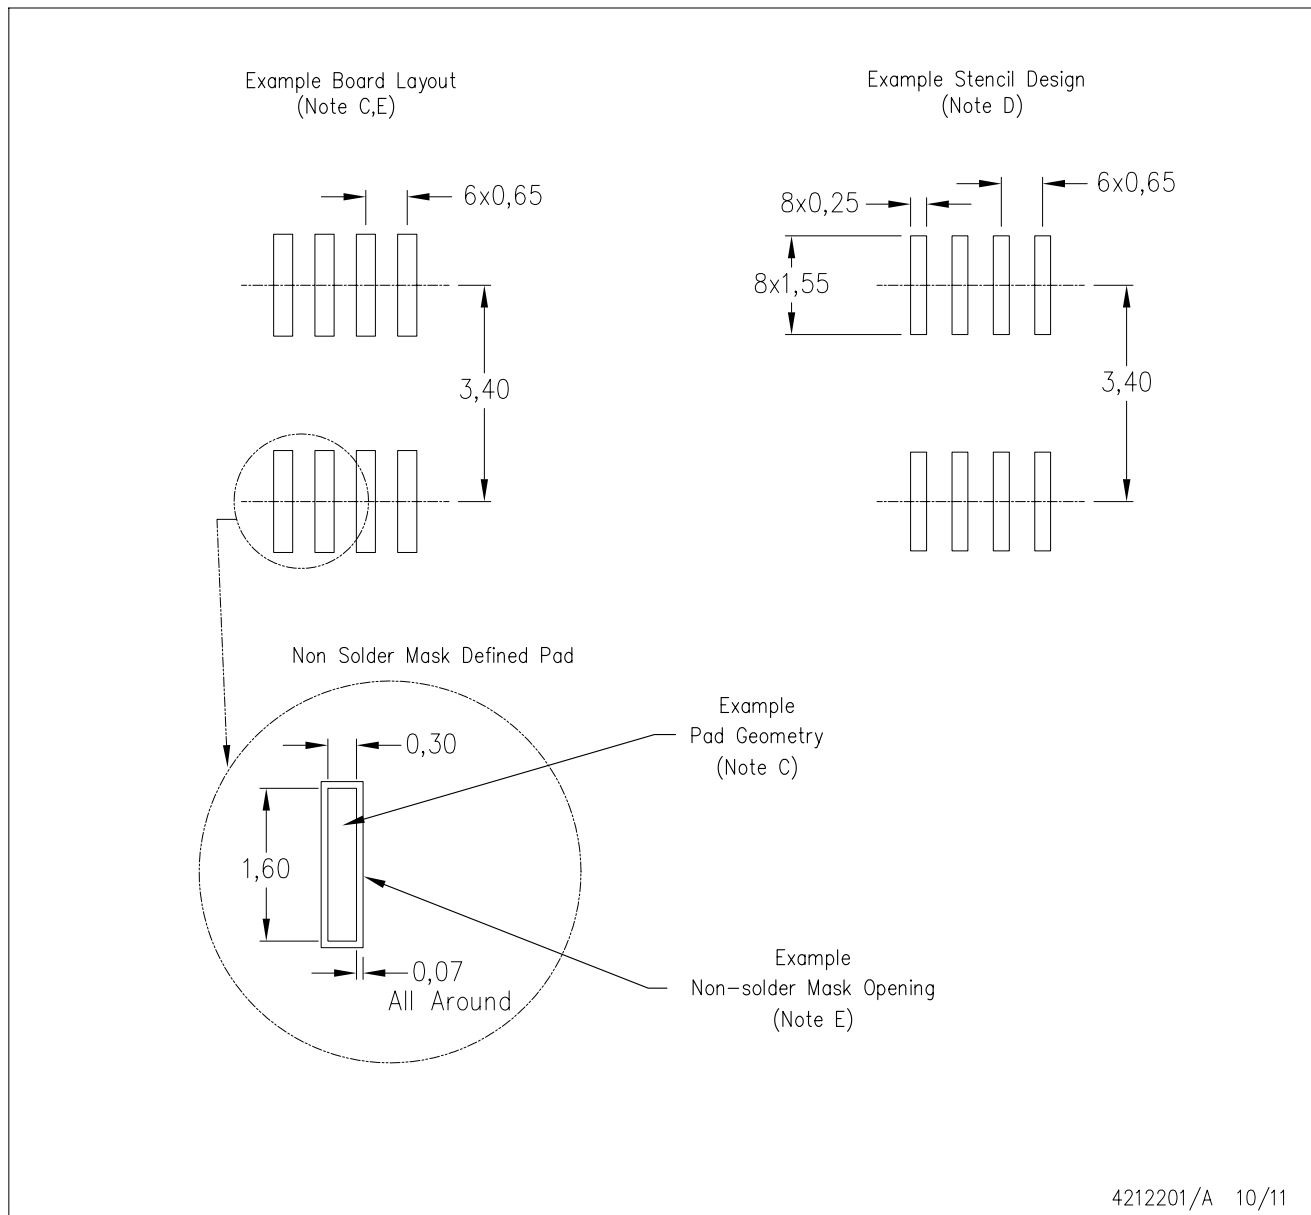 Example Board Layout
(Note C,E)
6x0,65
3,40
Example Stencil Design
(Note D)
6x0,65
8x0,25
8x1,55
3,40
Non Solder Mask Defined Pad
0,30
1,60
0,07
All Around
Example
Pad Geometry
(Note C)
Example
Non-solder Mask Opening
(Note E)
4212201/A 10/11